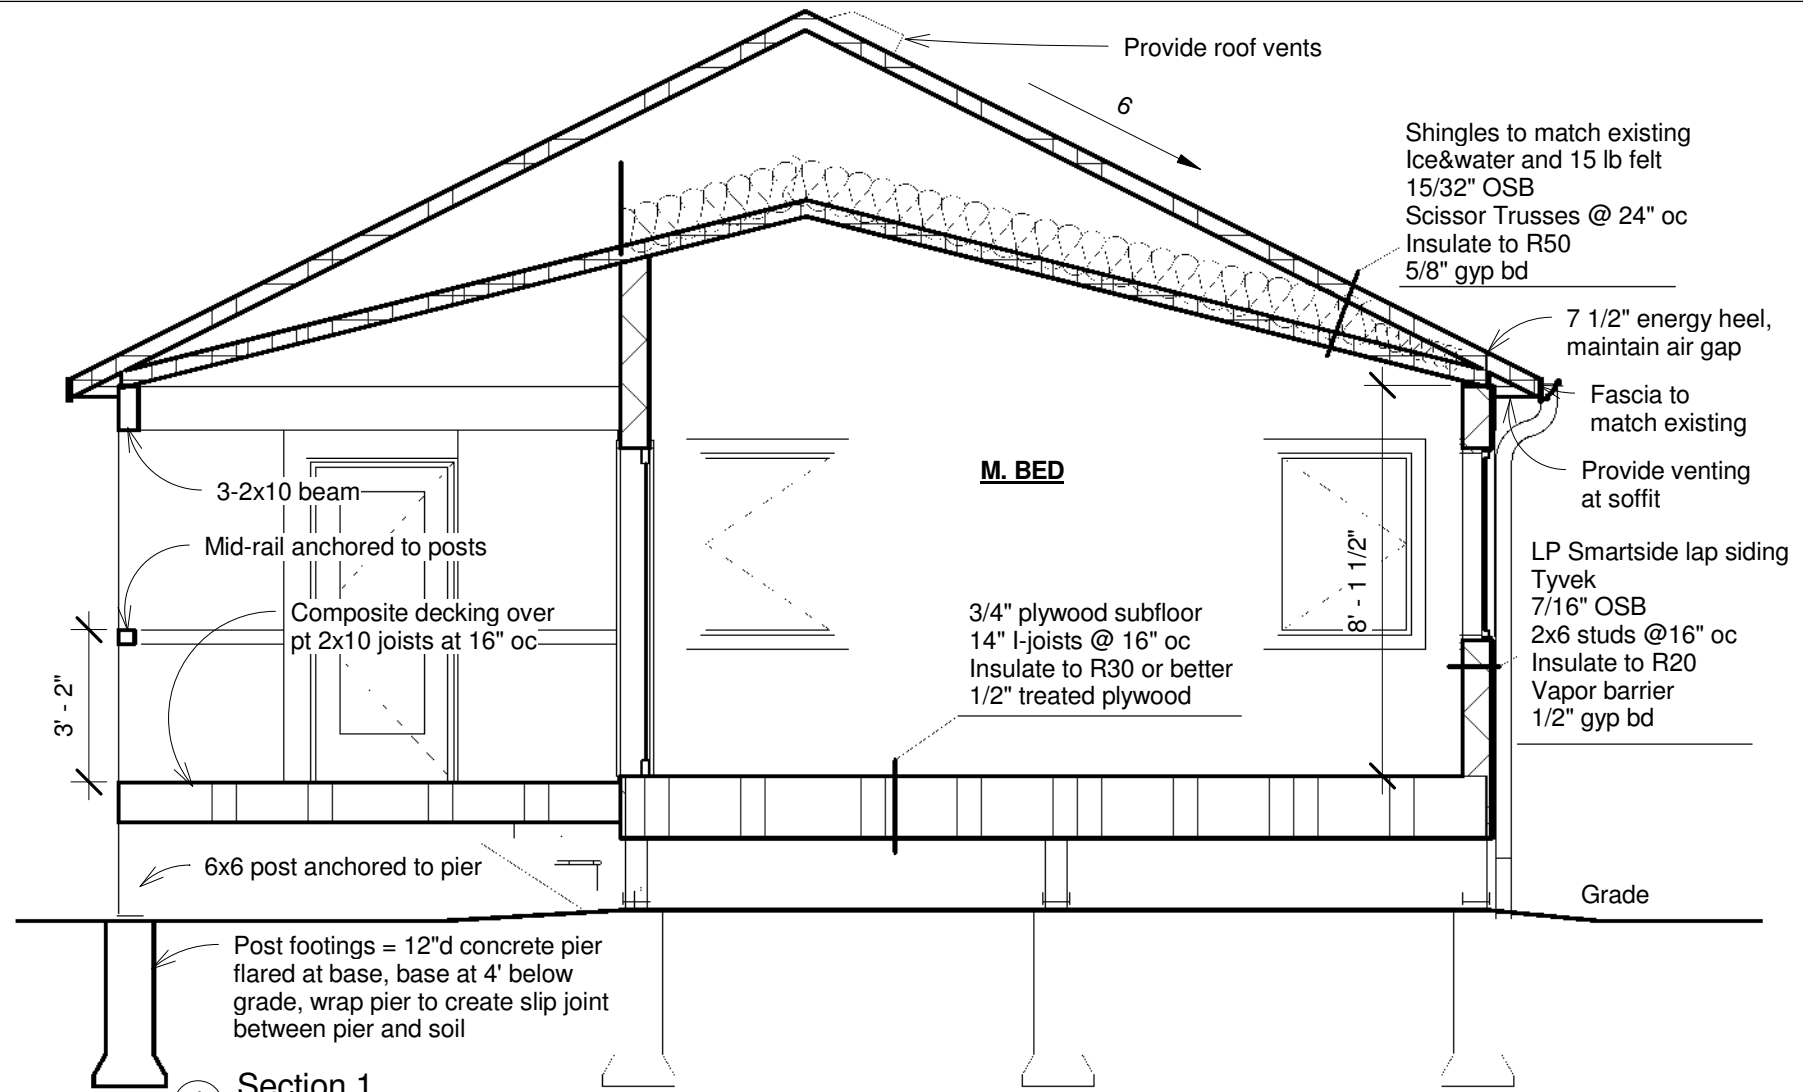 Provide roof vents
6
Shingles to match existing
Ice&water and 15 lb felt
15/32" OSB
Scissor Trusses @ 24" oc
Insulate to R50
5/8" gyp bd
7 1/2" energy heel,
maintain air gap
Fascia to
match existing
Provide venting
at soffit
M. BED
3-2x10 beam
Mid-rail anchored to posts
Composite decking over
pt 2x10 joists at 16" oc
3' - 2"
8' - 1 1/2"
3/4" plywood subfloor
14" I-joists @ 16" oc
Insulate to R30 or better
1/2" treated plywood
LP Smartside lap siding
Tyvek
7/16" OSB
2x6 studs @16" oc
Insulate to R20
Vapor barrier
1/2" gyp bd
6x6 post anchored to pier
Grade
Post footings = 12"d concrete pier
flared at base, base at 4' below
grade, wrap pier to create slip joint
between pier and soil
Section 1